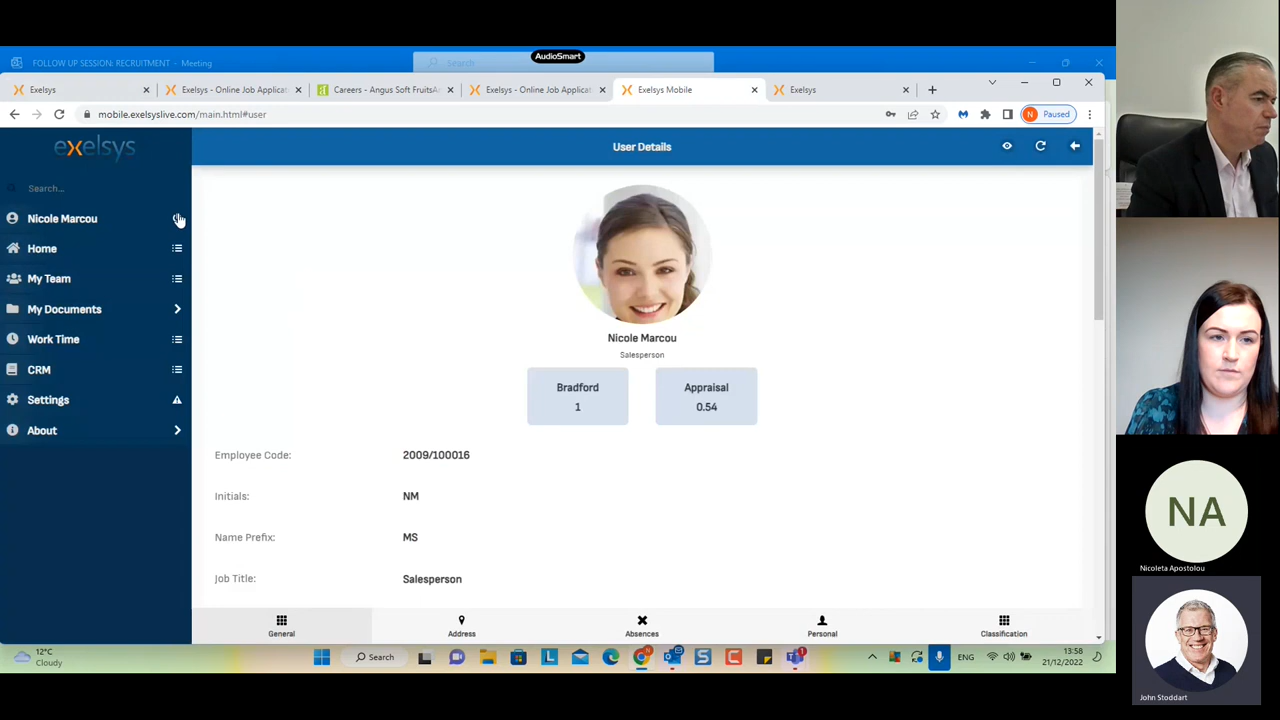 AudioSmart
FOLLOW UP SESSION: RECRUITMENT - Meeting
Search
Exelsys
Exelsys - Online Job Applicat
Careers - Angus Soft Fruits
Exelsys - Online Job Applicat
Exelsys Mobile
Exelsys
mobile.exelsyslive.com/main.html#user
N Paused
exelsys
User Details
Search...
Nicole Marcou
Home
My Team
My Documents
Work Time
CRM
Settings
About
Nicole Marcou
Salesperson
Bradford
1
Appraisal
0.54
Employee Code: 2009/100016
Initials: NM
Name Prefix: MS
Job Title: Salesperson
General
Address
Absences
Personal
Classification
12°C
Cloudy
Search
ENG
13:58
21/12/2022
NA
Nicoleta Apostolou
John Stoddart